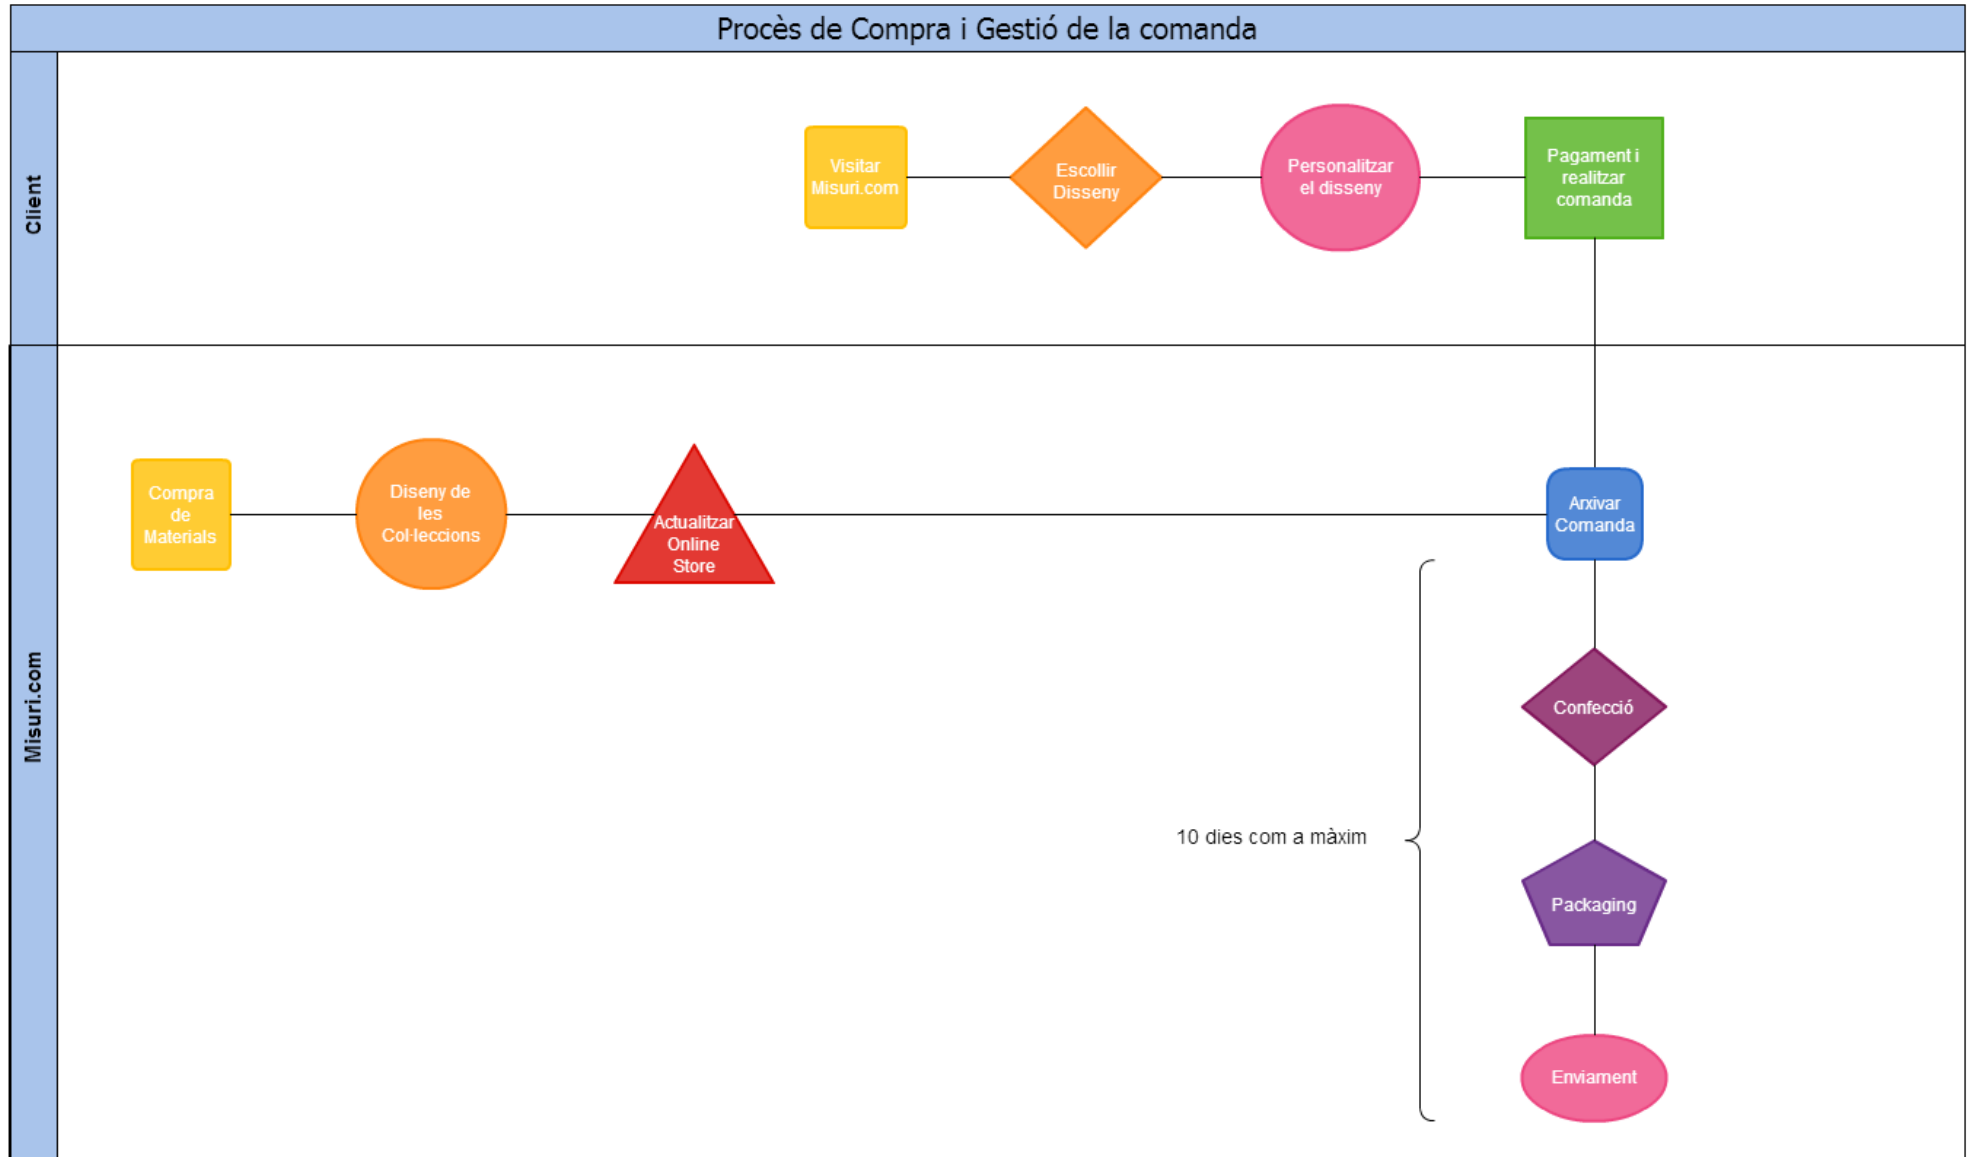 Procès de Compra i Gestió de la comanda
Client
Visitar
Misuri.com
Escollir
Disseny
Personalitzar
el disseny
Pagament i
realitzar
comanda
Misuri.com
Compra
de
Materials
Diseny de
les
Col·leccions
Actualitzar
Online
Store
Arxivar
Comanda
Confecció
10 dies com a màxim
Packaging
Enviament